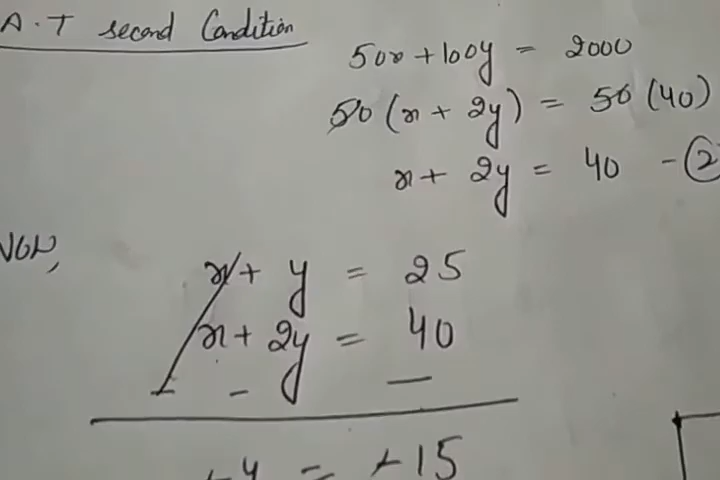 A.T second Condition
50x + 100y = 2000
50 (x + 2y) = 50 (40)
x + 2y = 40 - ②
NOW,
x + y = 25
x + 2y = 40
- - -
+y = +15